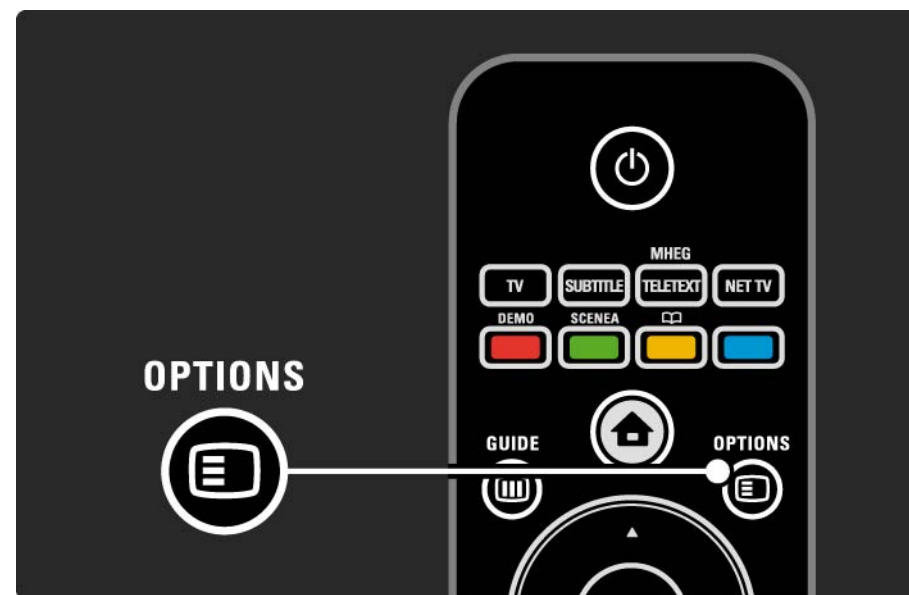 MHEG
TV SUBTITLE TELETEXT NET TV
DEMO SCENEA
OPTIONS
GUIDE OPTIONS